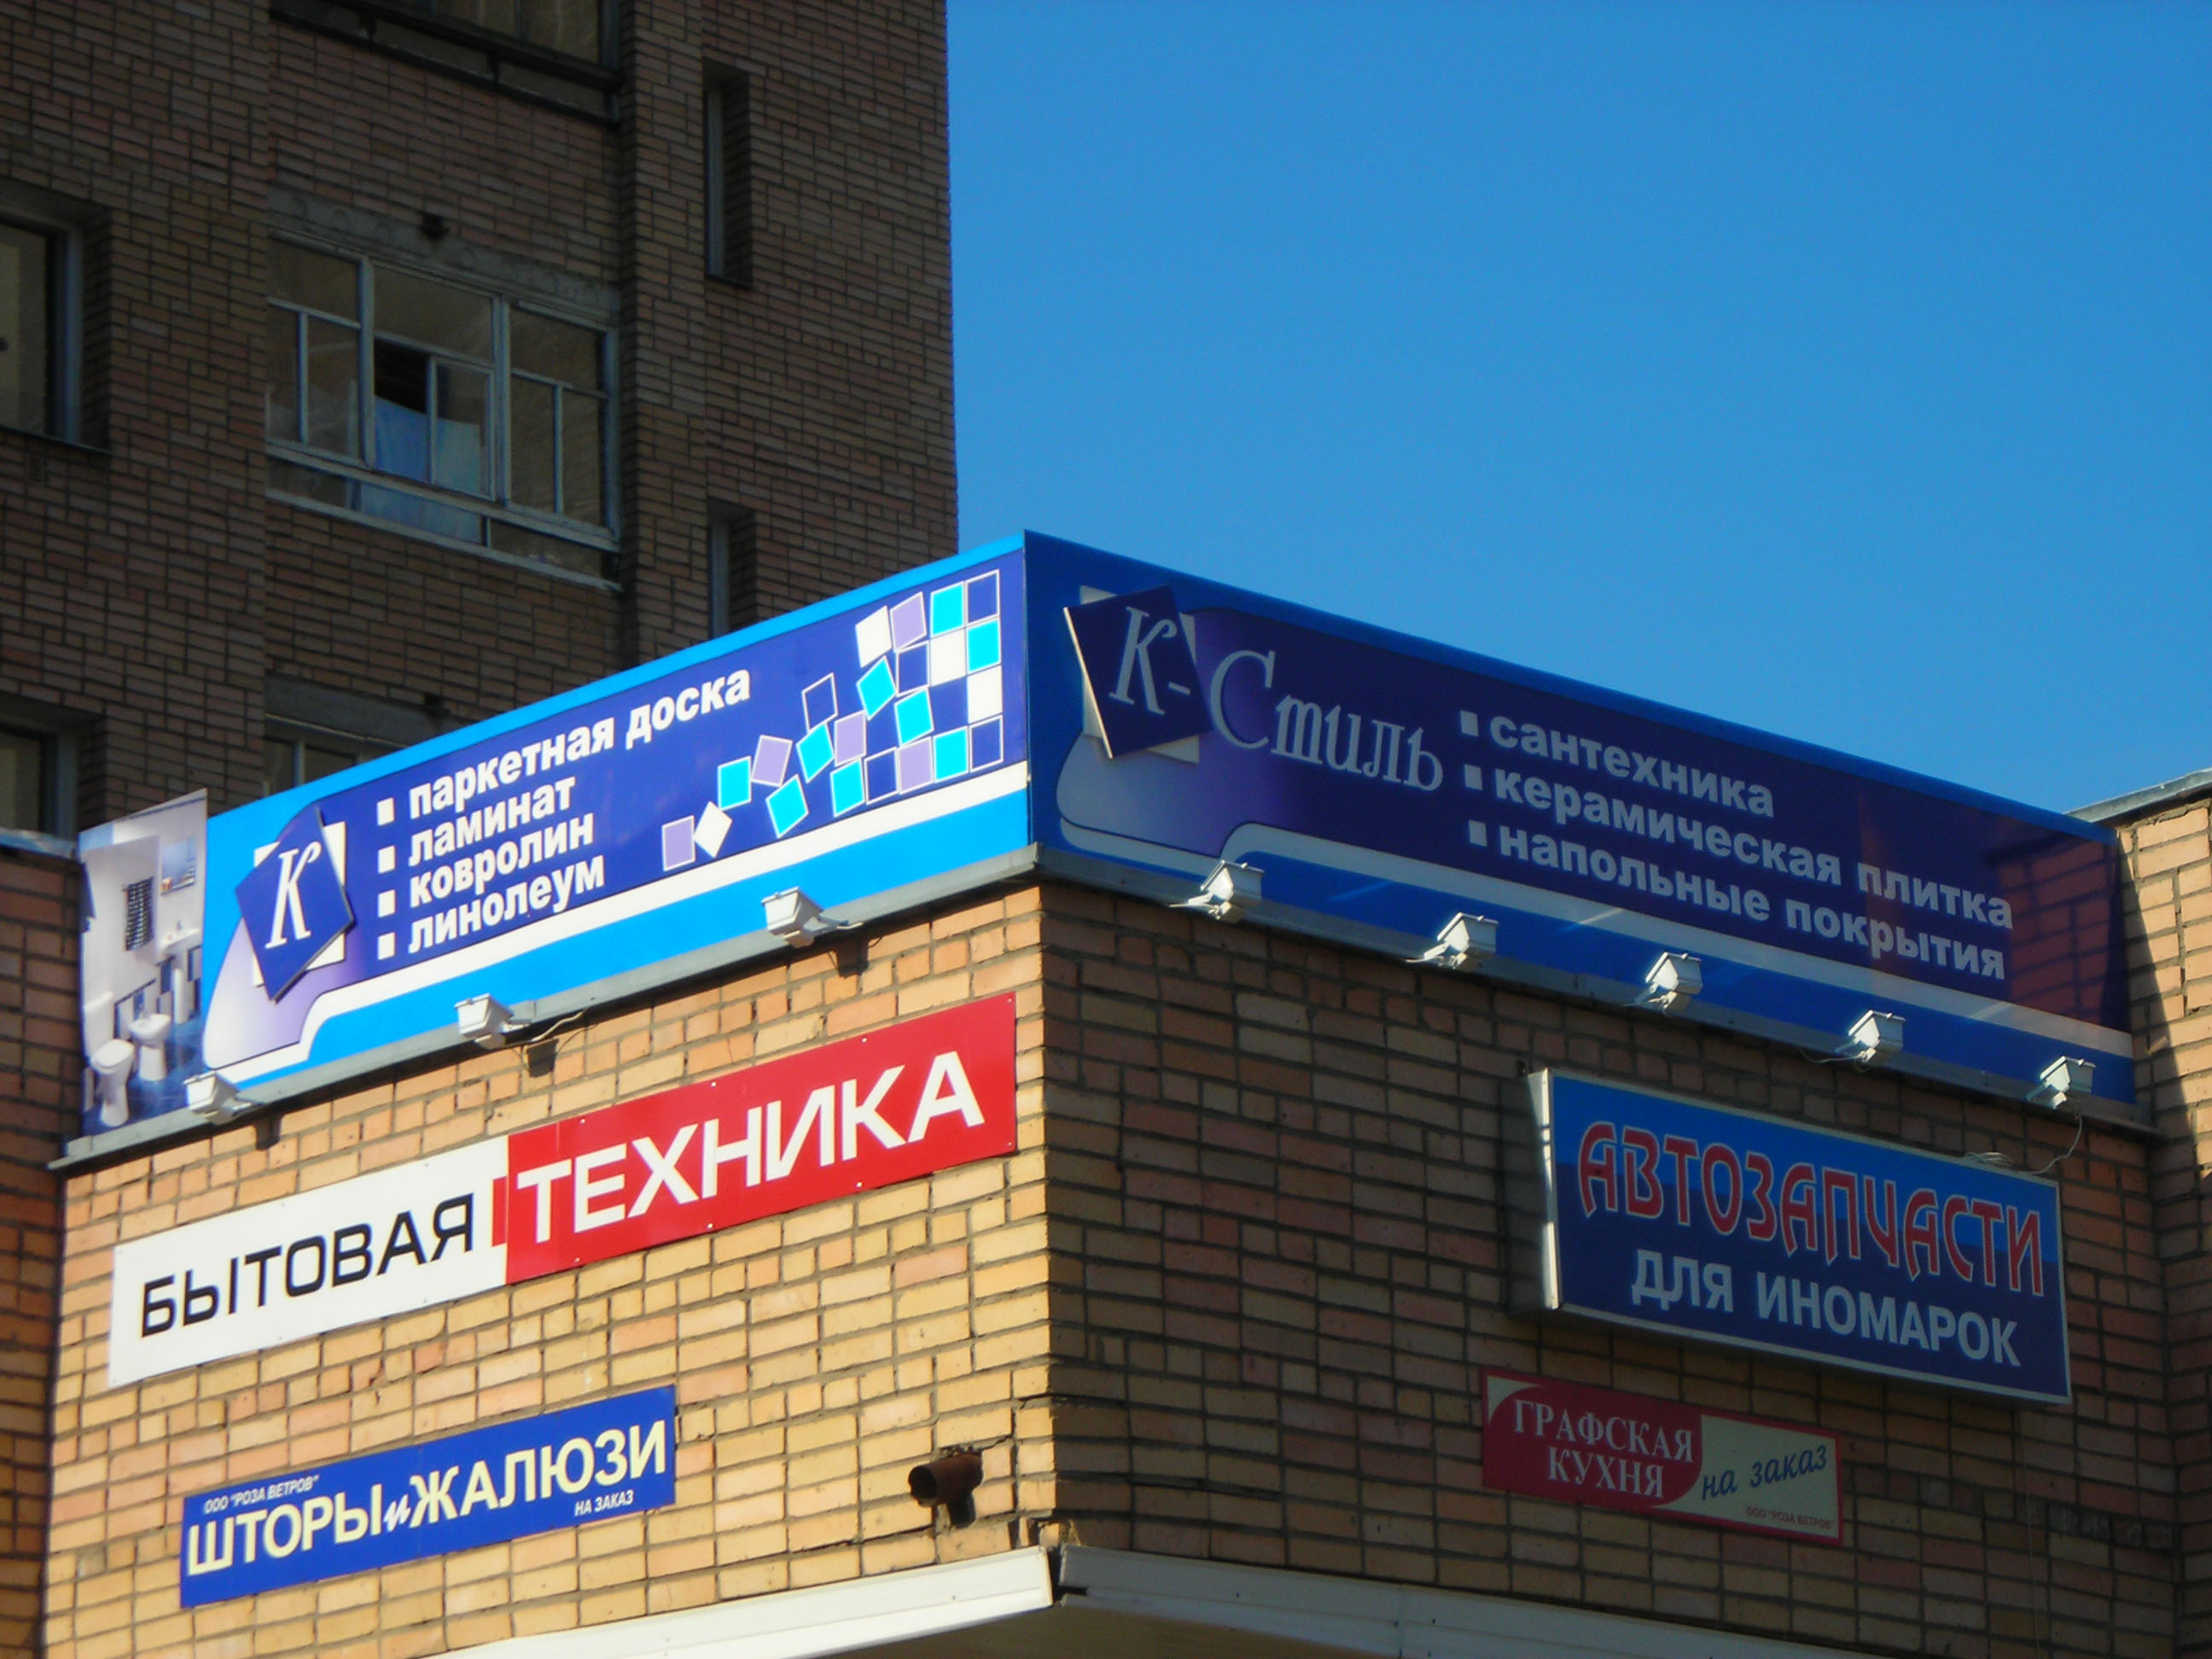 К
паркетная доска
ламинат
ковролин
линолеум
К-Стиль
сантехника
керамическая плитка
напольные покрытия
БЫТОВАЯ ТЕХНИКА
ООО "РОЗА ВЕТРОВ"
ШТОРЫ и ЖАЛЮЗИ
НА ЗАКАЗ
АВТОЗАПЧАСТИ
ДЛЯ ИНОМАРОК
ГРАФСКАЯ
КУХНЯ
на заказ
ООО "РОЗА ВЕТРОВ"